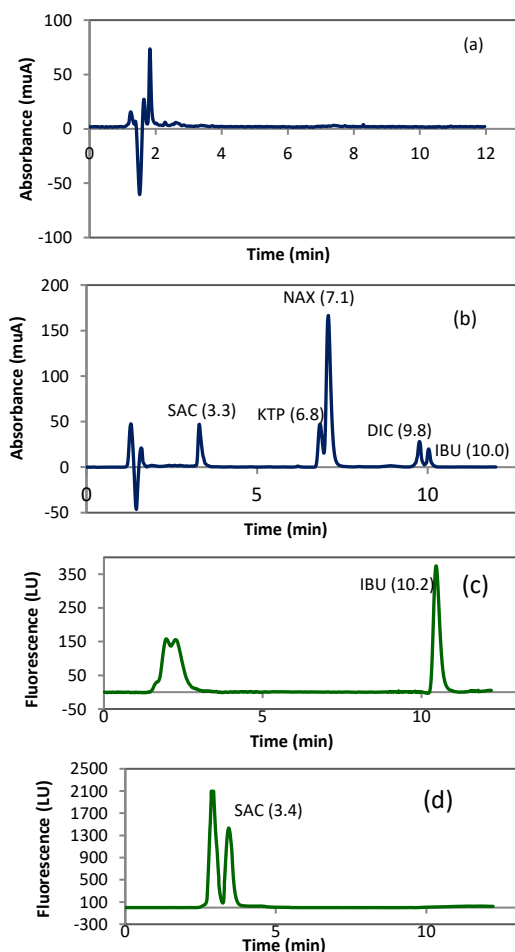 100
(a)
50
0
0 2 4 6 8 10 12
-50
-100
Absorbance (muA)
Time (min)
200
NAX (7.1)
(b)
150
100
SAC (3.3)
KTP (6.8)
50
DIC (9.8)
IBU (10.0)
0
0 5 10
-50
Absorbance (muA)
Time (min)
350
IBU (10.2)
(c)
250
150
50
-50
0 5 10
Fluorescence (LU)
Time (min)
2500
2100
SAC (3.4)
(d)
1700
1300
900
500
100
-300
0 5 10
Fluorescence (LU)
Time (min)